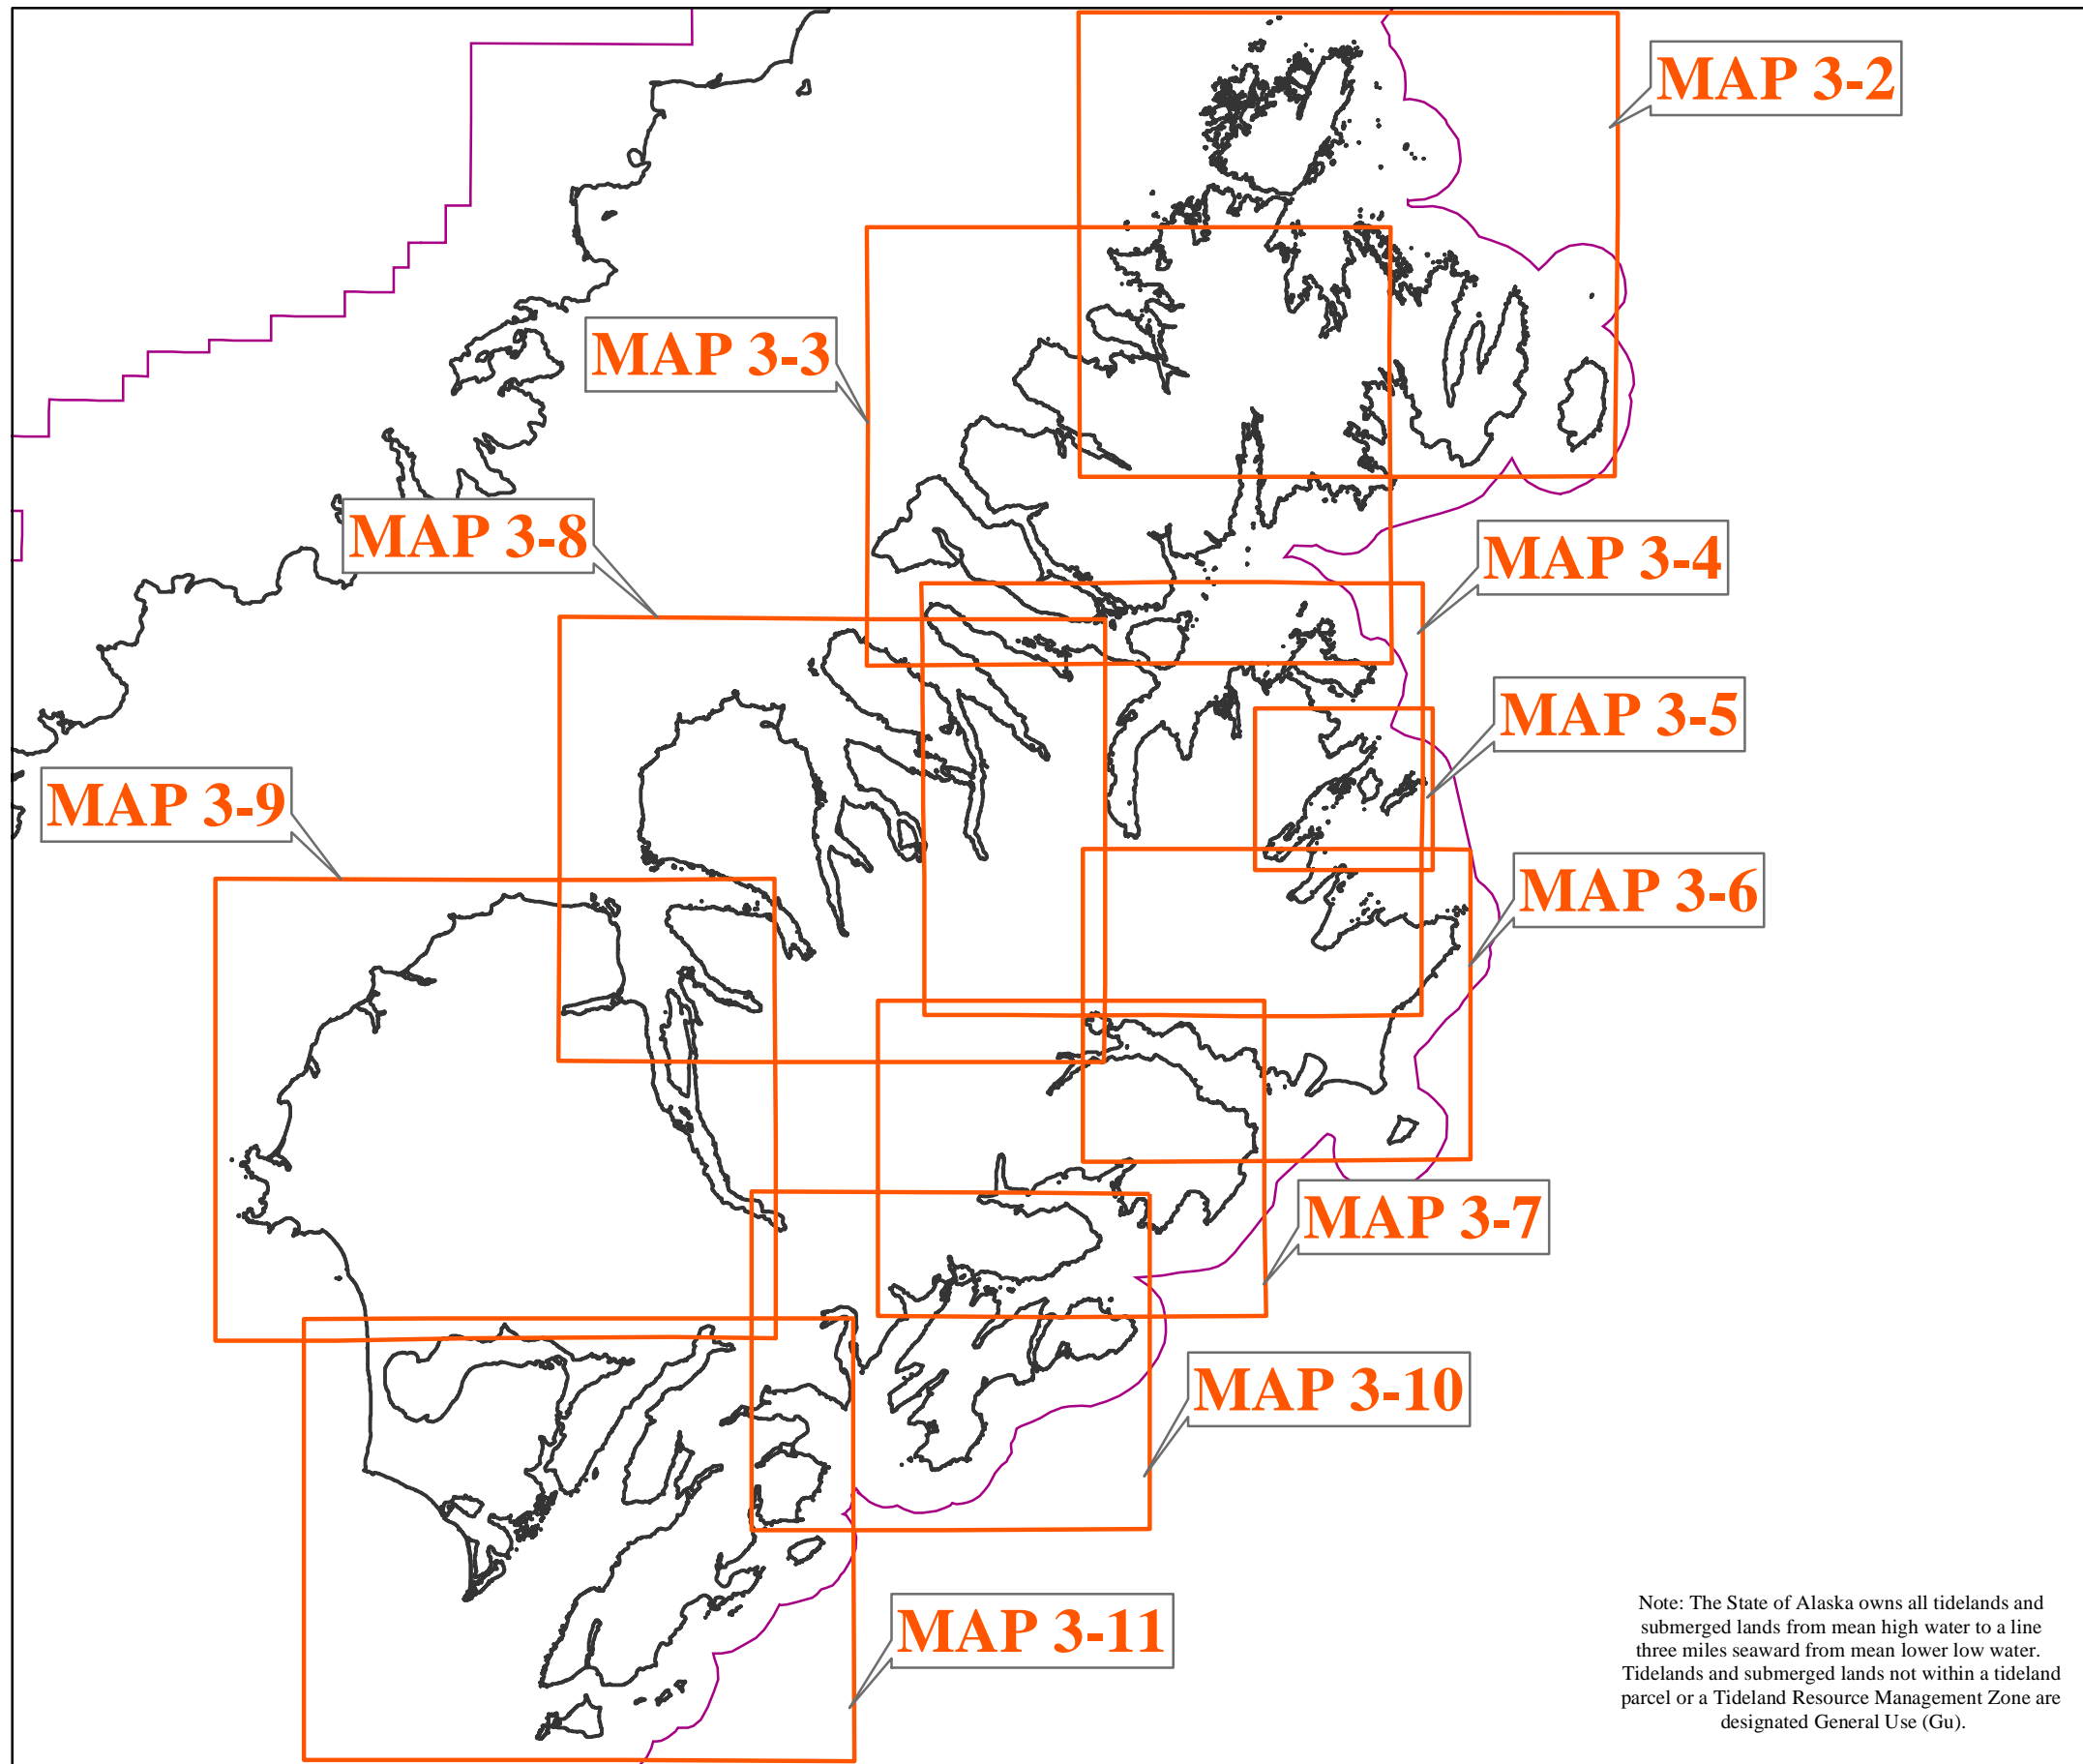 MAP 3-2
MAP 3-3
MAP 3-8
MAP 3-4
MAP 3-5
MAP 3-9
MAP 3-6
MAP 3-7
MAP 3-10
MAP 3-11
Note: The State of Alaska owns all tidelands and
submerged lands from mean high water to a line
three miles seaward from mean lower low water.
Tidelands and submerged lands not within a tideland
parcel or a Tideland Resource Management Zone are
designated General Use (Gu).